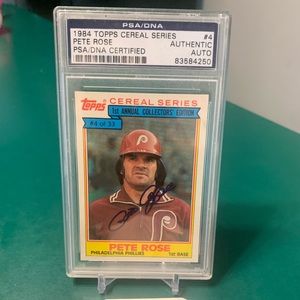 PSA/DNA
1984 TOPPS CEREAL SERIES #4
PETE ROSE AUTHENTIC
AUTO
PSA/DNA CERTIFIED 83584250
TOPPS CEREAL SERIES
1st ANNUAL COLLECTORS' EDITION
#4 of 33
P
PETE ROSE
PHILADELPHIA PHILLIES 1st BASE